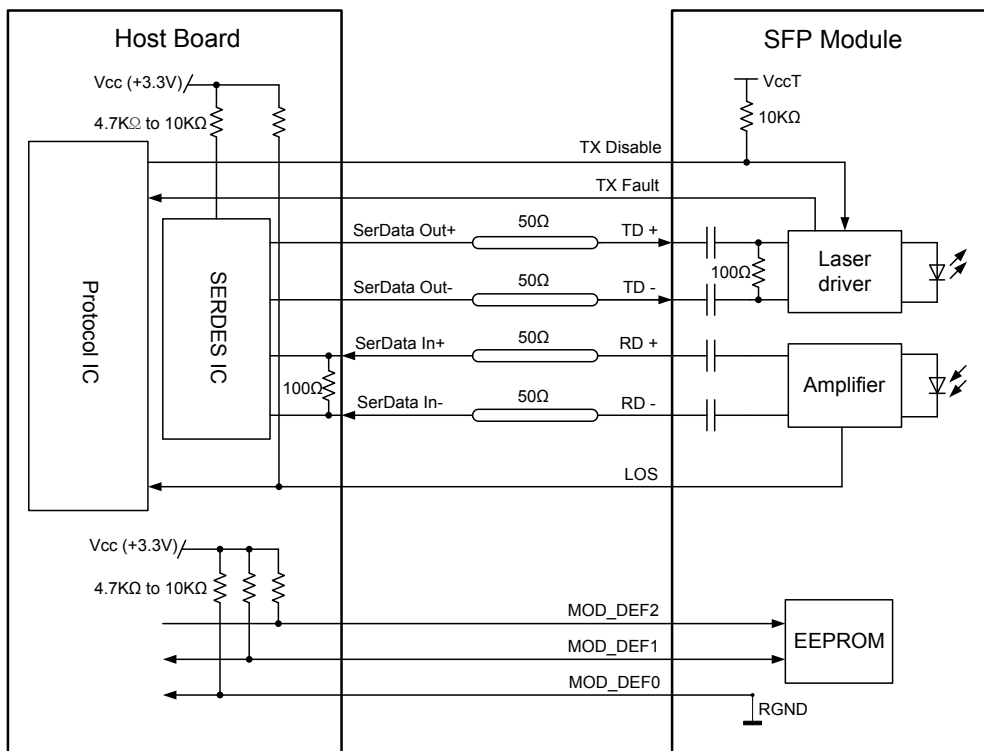 Host Board
SFP Module
Vcc (+3.3V)
4.7KΩ to 10KΩ
VccT
10KΩ
TX Disable
TX Fault
Protocol IC
SERDES IC
SerData Out+
50Ω
TD +
SerData Out-
50Ω
TD -
100Ω
Laser
driver
SerData In+
50Ω
RD +
100Ω
SerData In-
50Ω
RD -
Amplifier
LOS
Vcc (+3.3V)
4.7KΩ to 10KΩ
MOD_DEF2
MOD_DEF1
MOD_DEF0
EEPROM
RGND